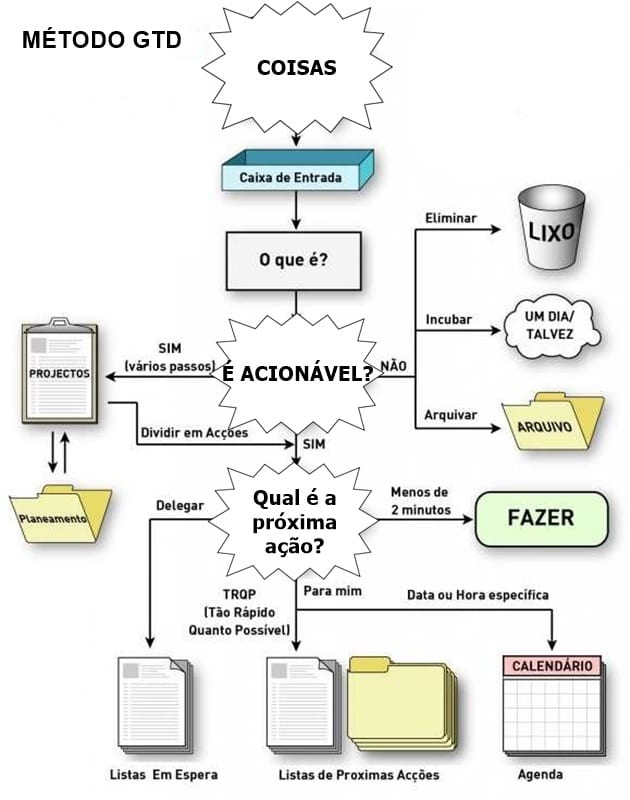 MÉTODO GTD
COISAS
Caixa de Entrada
O que é?
Eliminar
LIXO
Incubar
UM DIA/
TALVEZ
Arquivar
ARQUIVO
É ACIONÁVEL?
NÃO
SIM
(vários passos)
PROJECTOS
Dividir em Acções
SIM
Planeamento
Qual é a
próxima
ação?
Menos de
2 minutos
FAZER
Delegar
TRQP
(Tão Rápido
Quanto Possível)
Para mim
Data ou Hora específica
CALENDÁRIO
Listas Em Espera
Listas de Proximas Acções
Agenda